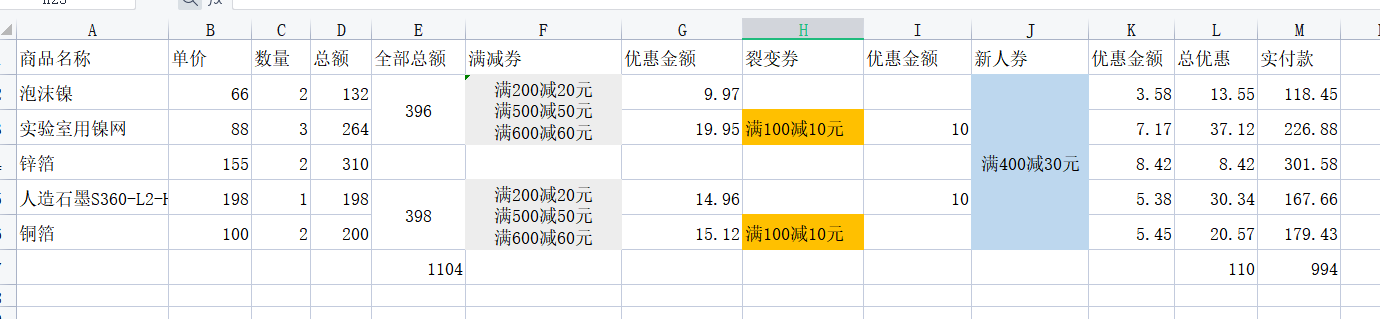 A B C D E F G H I J K L M
商品名称 单价 数量 总额 全部总额 满减券 优惠金额 裂变券 优惠金额 新人券 优惠金额 总优惠 实付款
泡沫镍 66 2 132 396 满200减20元 9.97 3.58 13.55 118.45
满500减50元
实验室用镍网 88 3 264 满600减60元 19.95 满100减10元 10 7.17 37.12 226.88
锌箔 155 2 310 满400减30元 8.42 8.42 301.58
人造石墨S360-L2-H 198 1 198 398 满200减20元 14.96 10 5.38 30.34 167.66
满500减50元
铜箔 100 2 200 满600减60元 15.12 满100减10元 5.45 20.57 179.43
1104 110 994